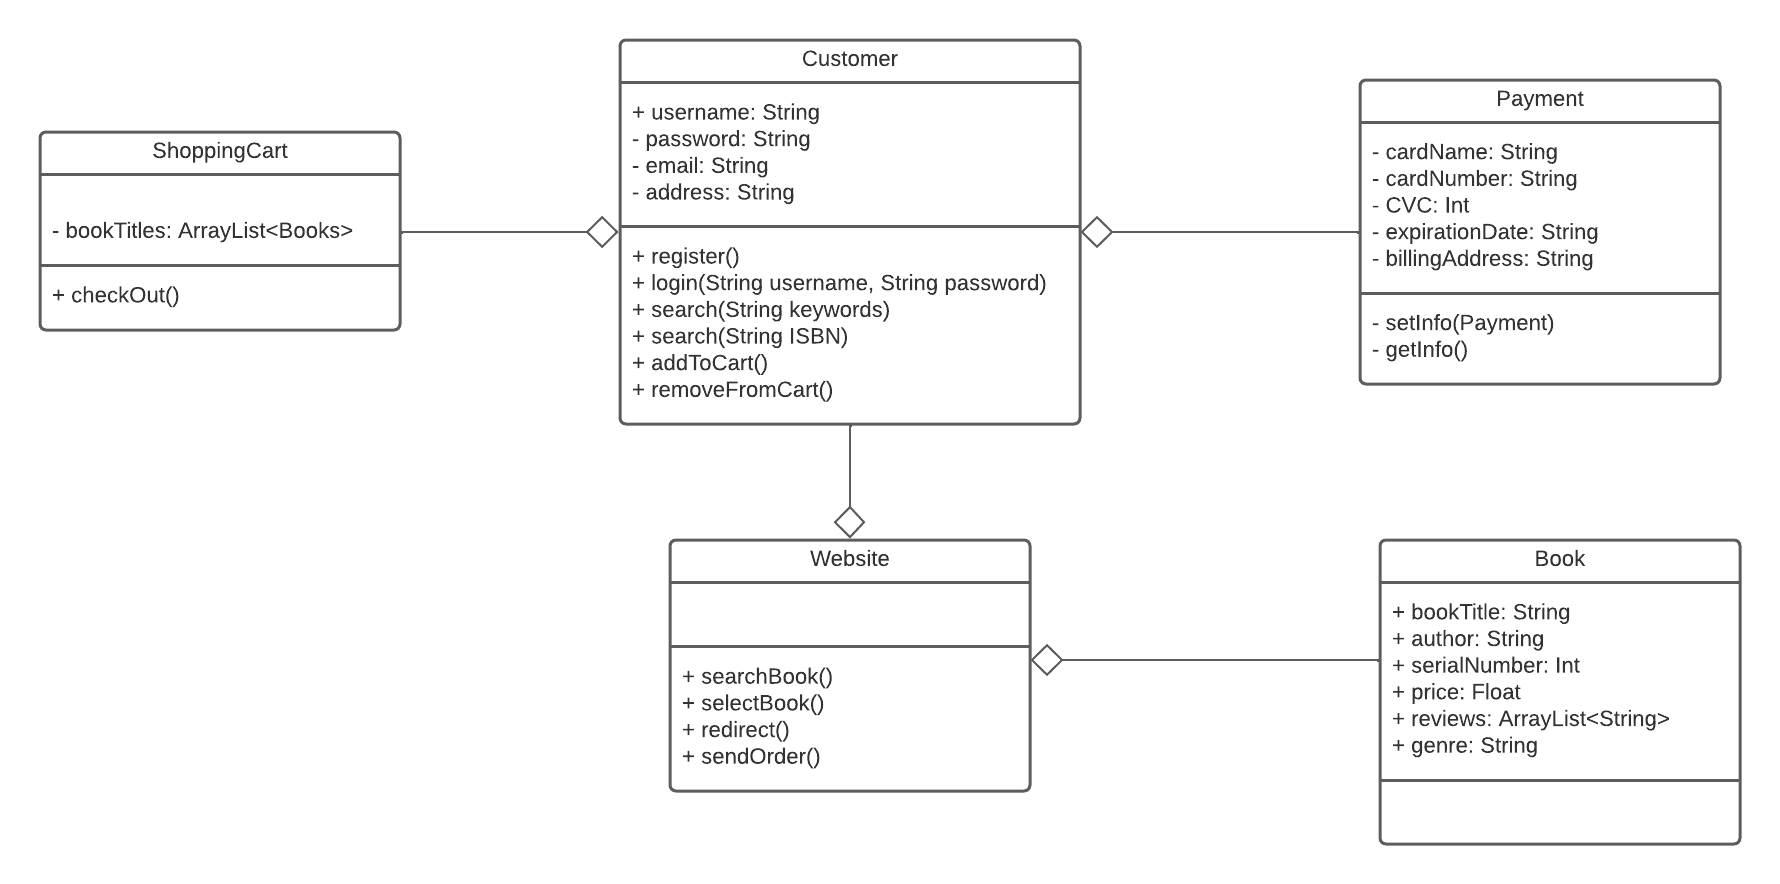 Customer
+ username: String
- password: String
- email: String
- address: String
+ register()
+ login(String username, String password)
+ search(String keywords)
+ search(String ISBN)
+ addToCart()
+ removeFromCart()
ShoppingCart
- bookTitles: ArrayList<Books>
+ checkOut()
Payment
- cardName: String
- cardNumber: String
- CVC: Int
- expirationDate: String
- billingAddress: String
- setInfo(Payment)
- getInfo()
Website
+ searchBook()
+ selectBook()
+ redirect()
+ sendOrder()
Book
+ bookTitle: String
+ author: String
+ serialNumber: Int
+ price: Float
+ reviews: ArrayList<String>
+ genre: String